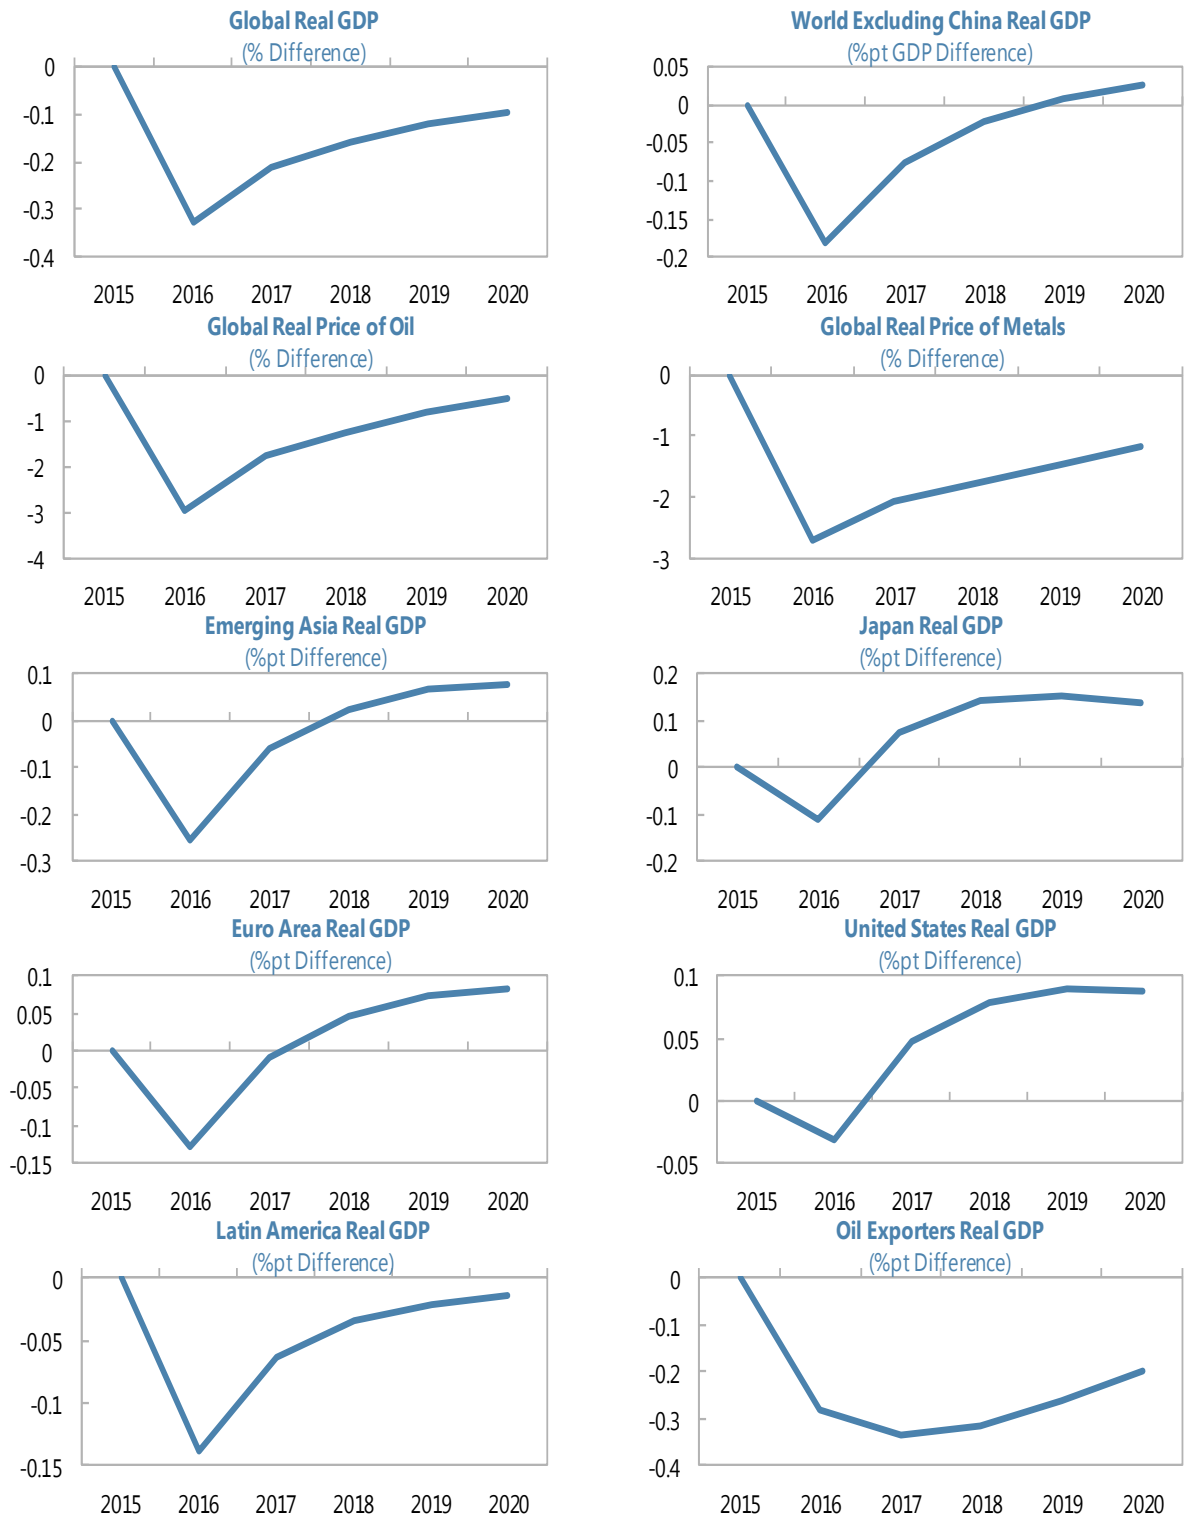 Global Real GDP
(% Difference)
0
-0.1
-0.2
-0.3
-0.4
2015 2016 2017 2018 2019 2020
World Excluding China Real GDP
(%pt GDP Difference)
0.05
0
-0.05
-0.1
-0.15
-0.2
2015 2016 2017 2018 2019 2020
Global Real Price of Oil
(% Difference)
0
-1
-2
-3
-4
2015 2016 2017 2018 2019 2020
Global Real Price of Metals
(% Difference)
0
-1
-2
-3
2015 2016 2017 2018 2019 2020
Emerging Asia Real GDP
(%pt Difference)
0.1
0
-0.1
-0.2
-0.3
2015 2016 2017 2018 2019 2020
Japan Real GDP
(%pt Difference)
0.2
0.1
0
-0.1
-0.2
2015 2016 2017 2018 2019 2020
Euro Area Real GDP
(%pt Difference)
0.1
0.05
0
-0.05
-0.1
-0.15
2015 2016 2017 2018 2019 2020
United States Real GDP
(%pt Difference)
0.1
0.05
0
-0.05
2015 2016 2017 2018 2019 2020
Latin America Real GDP
(%pt Difference)
0
-0.05
-0.1
-0.15
2015 2016 2017 2018 2019 2020
Oil Exporters Real GDP
(%pt Difference)
0
-0.1
-0.2
-0.3
-0.4
2015 2016 2017 2018 2019 2020